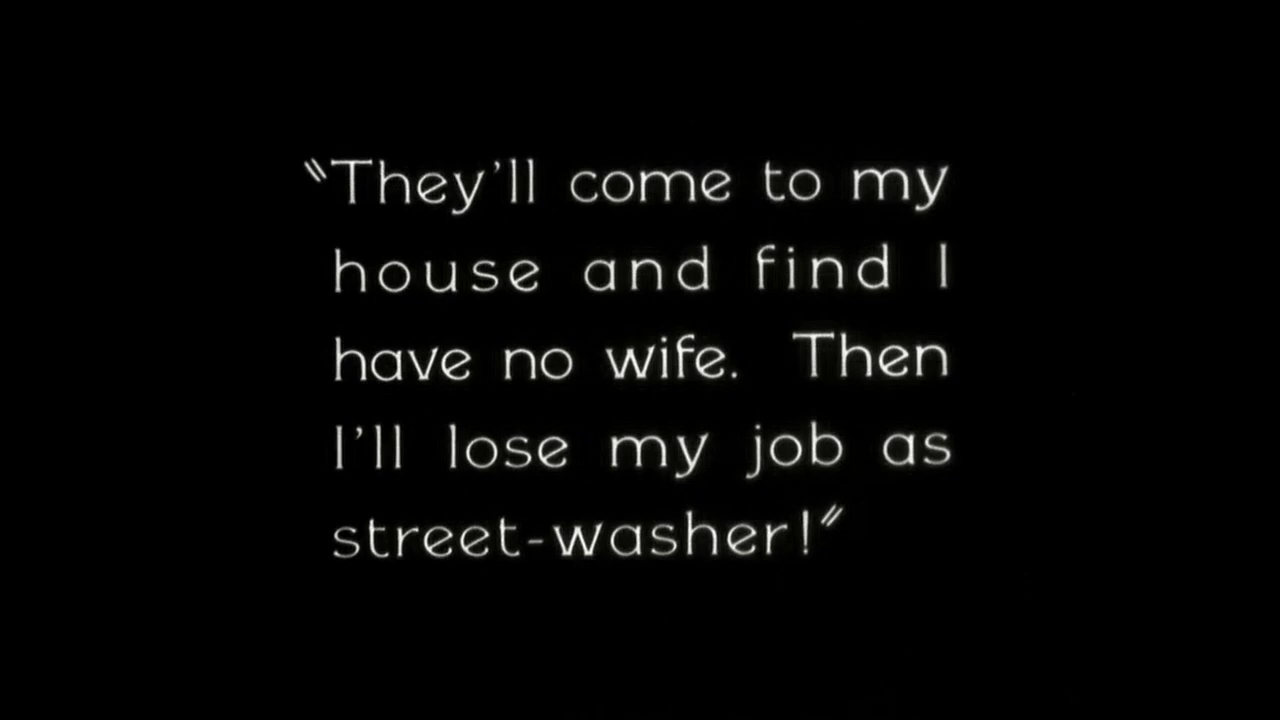 "They'll come to my
house and find I
have no wife. Then
I'll lose my job as
street-washer!"